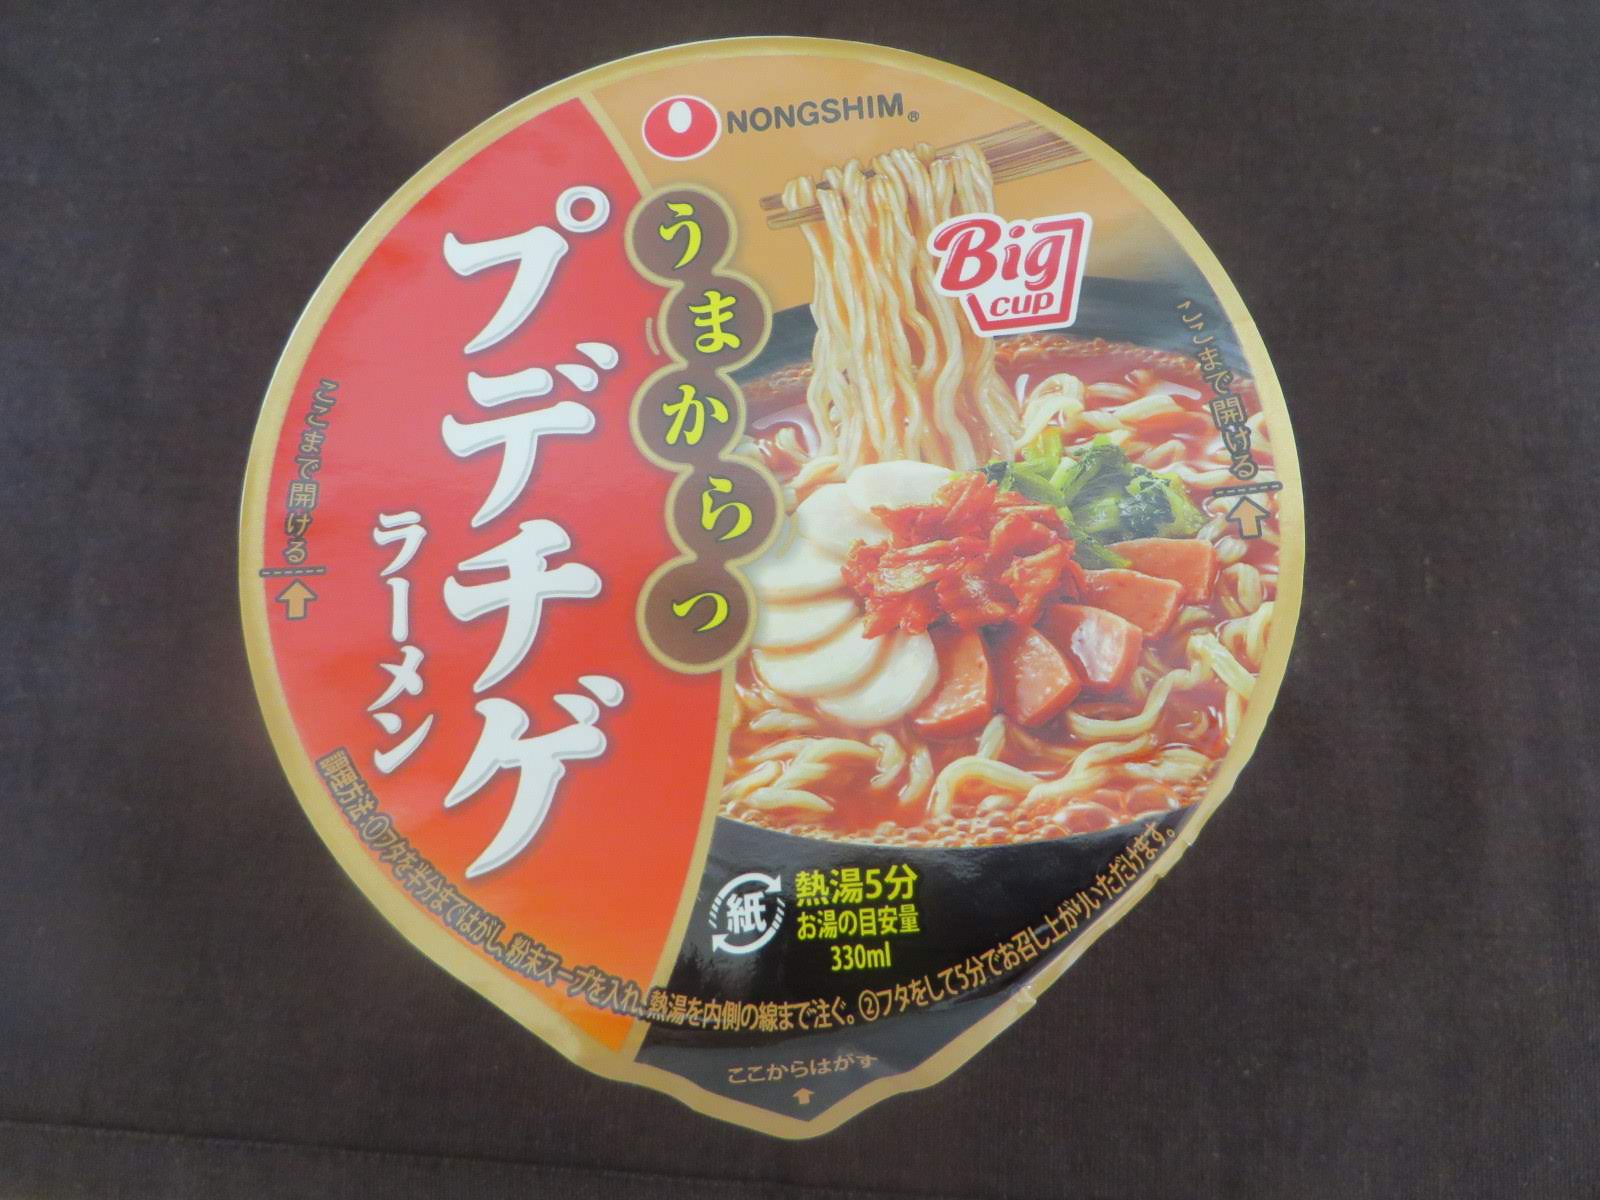 NONGSHIM®
Big
cup
うまからっ
プデチゲ
ラーメン
ここまで開ける
ここまで開ける
紙
熱湯5分
お湯の目安量
330ml
調理方法:①フタを半分まではがし、粉末スープを入れ、熱湯を内側の線まで注ぐ。②フタをして5分でお召し上がりいただけます。
ここからはがす